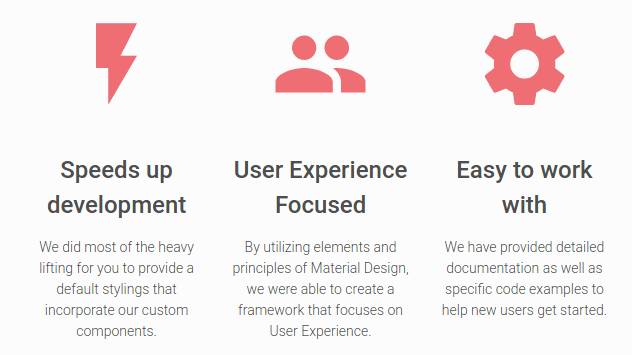 Speeds up
development
We did most of the heavy
lifting for you to provide a
default stylings that
incorporate our custom
components.
User Experience
Focused
By utilizing elements and
principles of Material Design,
we were able to create a
framework that focuses on
User Experience.
Easy to work
with
We have provided detailed
documentation as well as
specific code examples to
help new users get started.